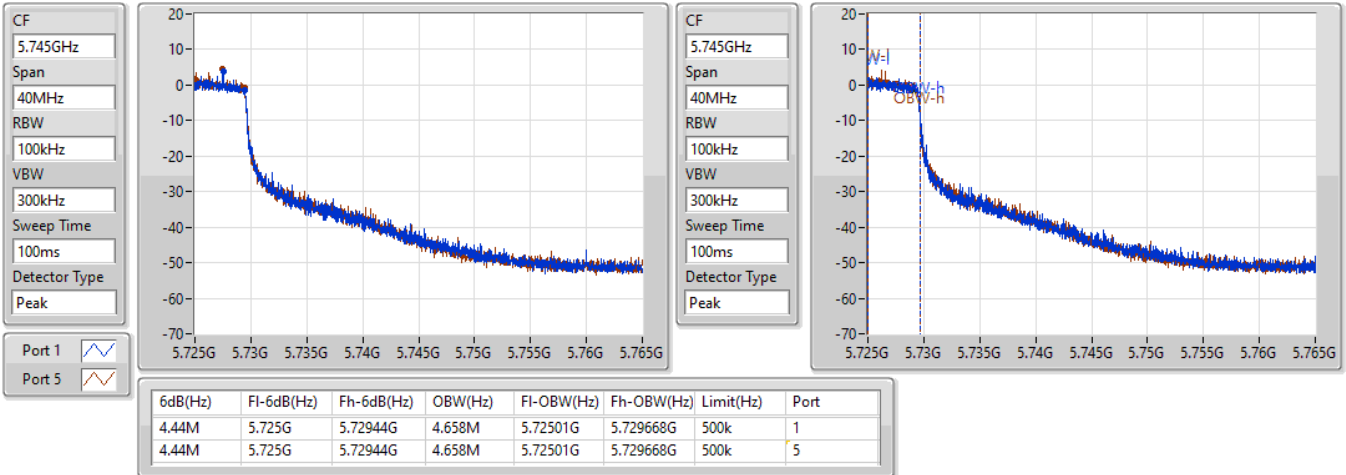 CF
5.745GHz
Span
40MHz
RBW
100kHz
VBW
300kHz
Sweep Time
100ms
Detector Type
Peak
Port 1
Port 5
20
10
0
-10
-20
-30
-40
-50
-60
-70
5.725G 5.73G 5.735G 5.74G 5.745G 5.75G 5.755G 5.76G 5.765G
CF
5.745GHz
Span
40MHz
RBW
100kHz
VBW
300kHz
Sweep Time
100ms
Detector Type
Peak
20
10
0
-10
-20
-30
-40
-50
-60
-70
W-l
OBW-h
5.725G 5.73G 5.735G 5.74G 5.745G 5.75G 5.755G 5.76G 5.765G
6dB(Hz) Fl-6dB(Hz) Fh-6dB(Hz) OBW(Hz) Fl-OBW(Hz) Fh-OBW(Hz) Limit(Hz) Port
4.44M 5.725G 5.72944G 4.658M 5.72501G 5.729668G 500k 1
4.44M 5.725G 5.72944G 4.658M 5.72501G 5.729668G 500k 5